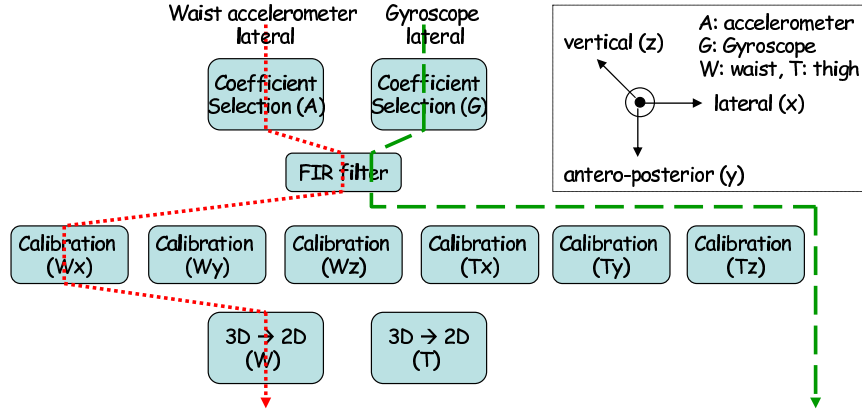 Waist accelerometer
lateral
Gyroscope
lateral
Coefficient
Selection (A)
Coefficient
Selection (G)
FIR filter
Calibration
(Wx)
Calibration
(Wy)
Calibration
(Wz)
Calibration
(Tx)
Calibration
(Ty)
Calibration
(Tz)
3D → 2D
(W)
3D → 2D
(T)
A: accelerometer
G: Gyroscope
W: waist, T: thigh
vertical (z)
lateral (x)
antero-posterior (y)